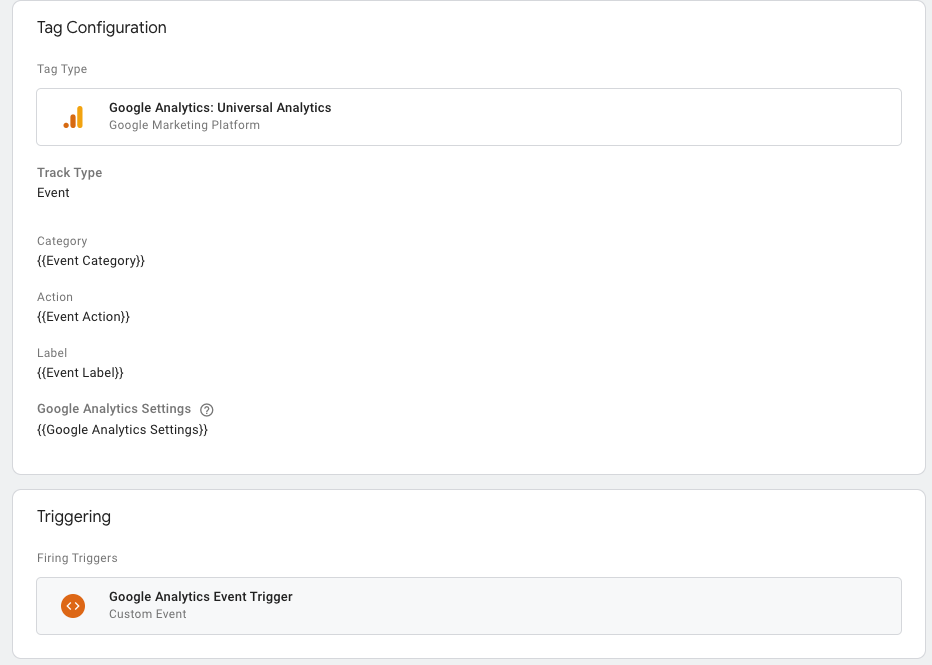 Tag Configuration
Tag Type
Google Analytics: Universal Analytics
Google Marketing Platform
Track Type
Event
Category
{{Event Category}}
Action
{{Event Action}}
Label
{{Event Label}}
Google Analytics Settings ?
{{Google Analytics Settings}}
Triggering
Firing Triggers
Google Analytics Event Trigger
Custom Event